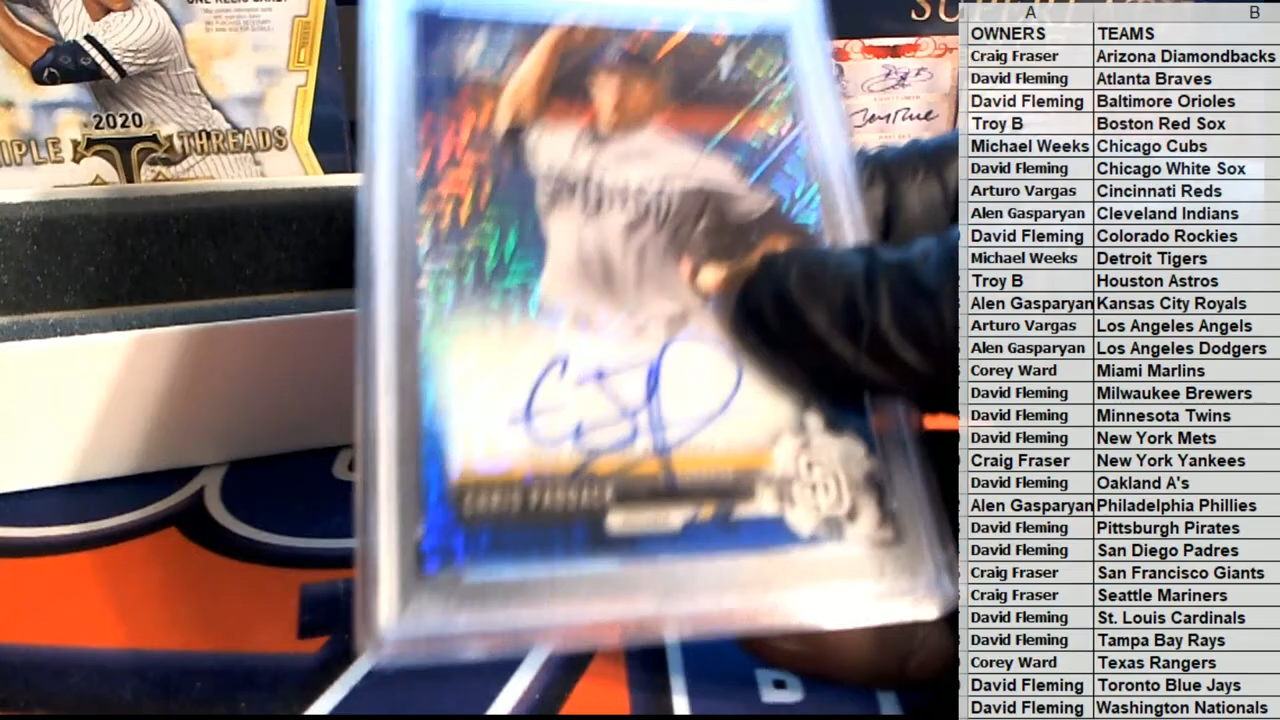 ONE RELIC CARD!
2020
IPLE THREADS
CHRIS PADDACK
SD
A B
OWNERS TEAMS
Craig Fraser Arizona Diamondbacks
David Fleming Atlanta Braves
David Fleming Baltimore Orioles
Troy B Boston Red Sox
Michael Weeks Chicago Cubs
David Fleming Chicago White Sox
Arturo Vargas Cincinnati Reds
Alen Gasparyan Cleveland Indians
David Fleming Colorado Rockies
Michael Weeks Detroit Tigers
Troy B Houston Astros
Alen Gasparyan Kansas City Royals
Arturo Vargas Los Angeles Angels
Alen Gasparyan Los Angeles Dodgers
Corey Ward Miami Marlins
David Fleming Milwaukee Brewers
David Fleming Minnesota Twins
David Fleming New York Mets
Craig Fraser New York Yankees
David Fleming Oakland A's
Alen Gasparyan Philadelphia Phillies
David Fleming Pittsburgh Pirates
David Fleming San Diego Padres
Craig Fraser San Francisco Giants
Craig Fraser Seattle Mariners
David Fleming St. Louis Cardinals
David Fleming Tampa Bay Rays
Corey Ward Texas Rangers
David Fleming Toronto Blue Jays
David Fleming Washington Nationals